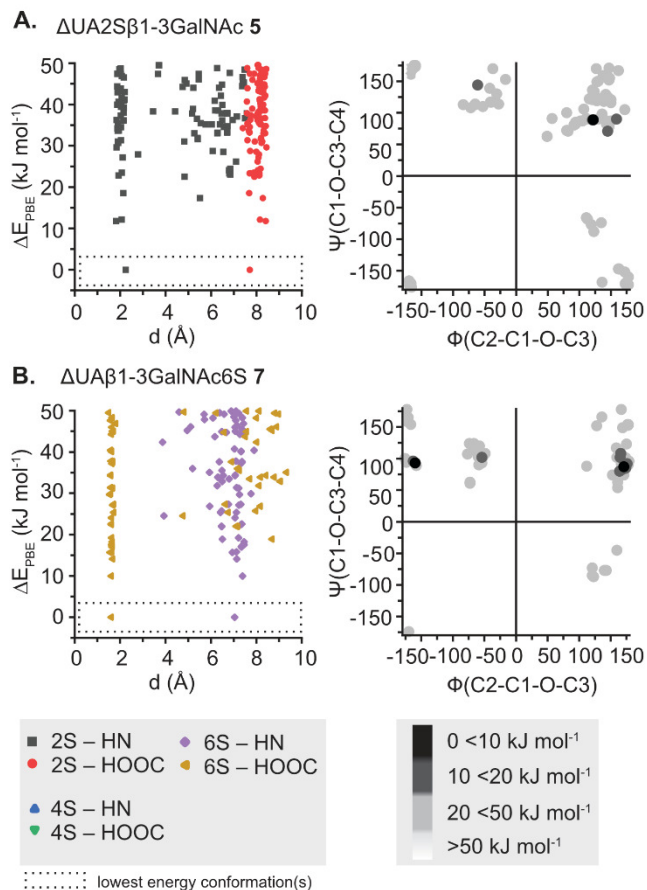 A. ΔUA2Sβ1-3GalNAc 5
ΔE_PBE (kJ mol⁻¹)
50
40
30
20
10
0
0 2 4 6 8 10
d (Å)
Ψ(C1-O-C3-C4)
150
100
50
0
-50
-100
-150
-150 -100 -50 0 50 100 150
Φ(C2-C1-O-C3)
B. ΔUAβ1-3GalNAc6S 7
ΔE_PBE (kJ mol⁻¹)
50
40
30
20
10
0
0 2 4 6 8 10
d (Å)
Ψ(C1-O-C3-C4)
150
100
50
0
-50
-100
-150
-150 -100 -50 0 50 100 150
Φ(C2-C1-O-C3)
2S – HN
2S – HOOC
4S – HN
4S – HOOC
6S – HN
6S – HOOC
lowest energy conformation(s)
0 <10 kJ mol⁻¹
10 <20 kJ mol⁻¹
20 <50 kJ mol⁻¹
>50 kJ mol⁻¹